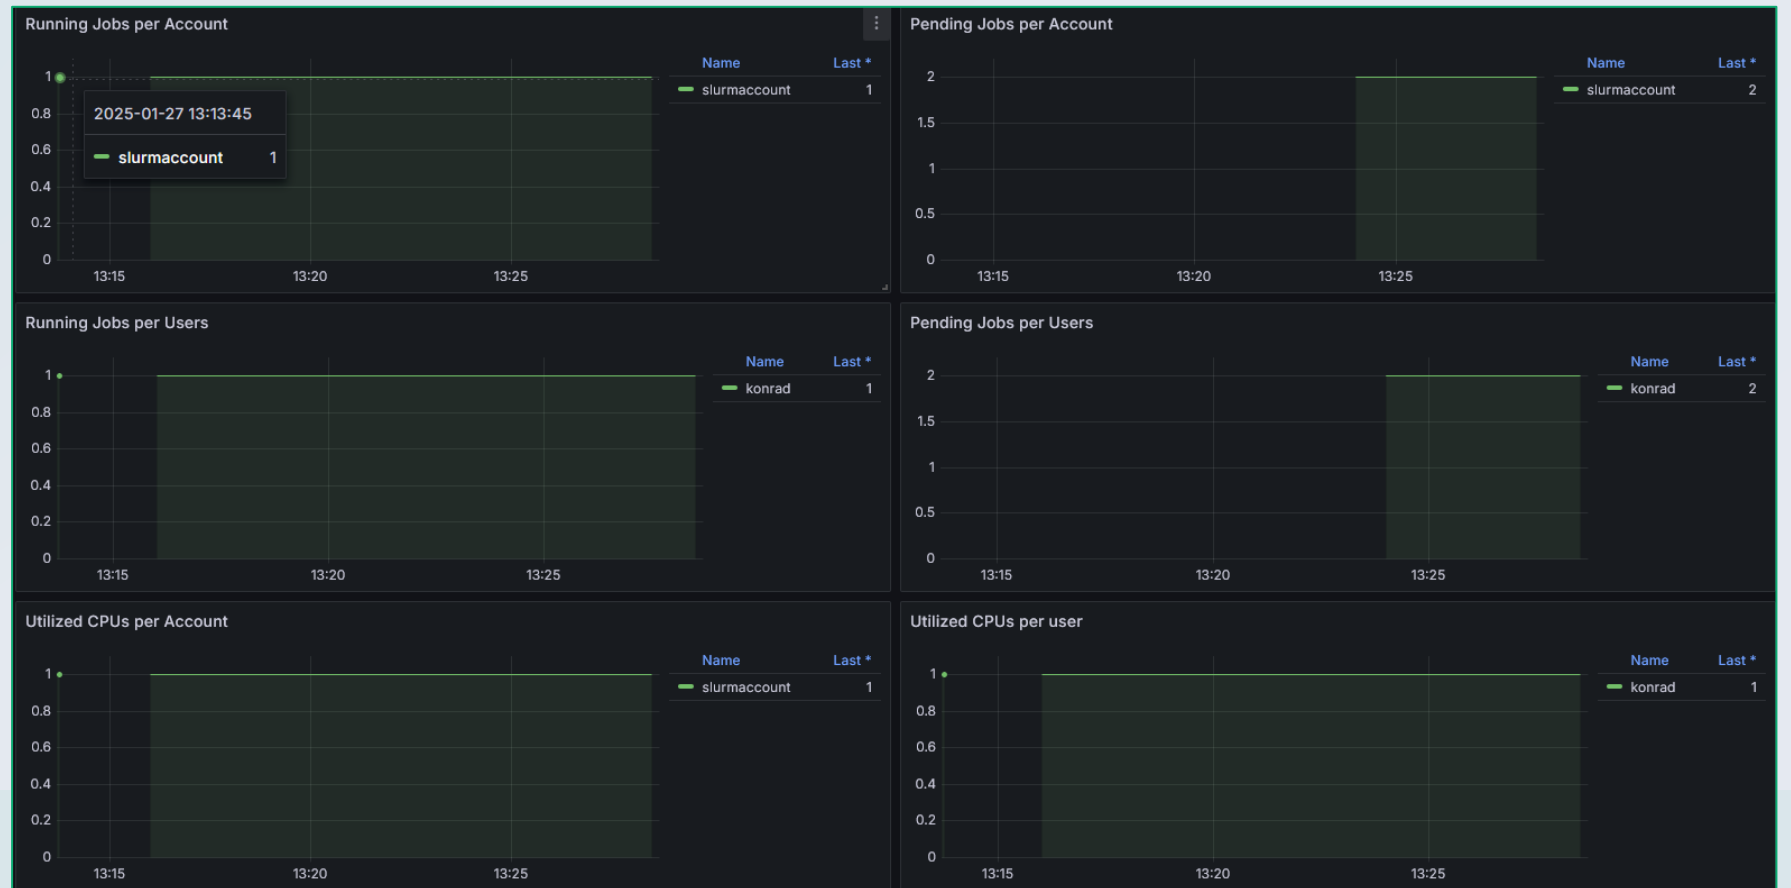 Running Jobs per Account
Name Last *
slurmaccount 1
1
0.8
0.6
0.4
0.2
0
13:15 13:20 13:25
2025-01-27 13:13:45
slurmaccount 1
Pending Jobs per Account
Name Last *
slurmaccount 2
2
1.5
1
0.5
0
13:15 13:20 13:25
Running Jobs per Users
Name Last *
konrad 1
1
0.8
0.6
0.4
0.2
0
13:15 13:20 13:25
Pending Jobs per Users
Name Last *
konrad 2
2
1.5
1
0.5
0
13:15 13:20 13:25
Utilized CPUs per Account
Name Last *
slurmaccount 1
1
0.8
0.6
0.4
0.2
0
13:15 13:20 13:25
Utilized CPUs per user
Name Last *
konrad 1
1
0.8
0.6
0.4
0.2
0
13:15 13:20 13:25